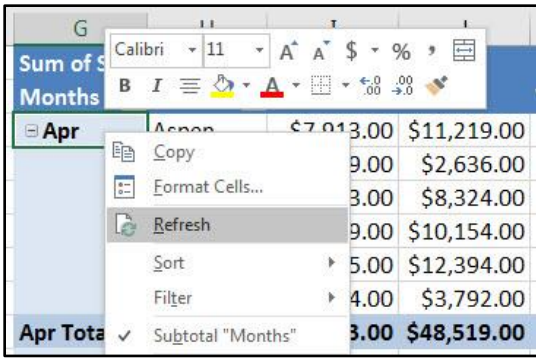 G
Calibri 11 A A $ % ,
Sum of S
B I A .00 .00
Months
Apr $7,913.00 $11,219.00
Copy 9.00 $2,636.00
Format Cells... 3.00 $8,324.00
Refresh 9.00 $10,154.00
Sort 5.00 $12,394.00
Filter 4.00 $3,792.00
Apr Tota Subtotal "Months" 3.00 $48,519.00